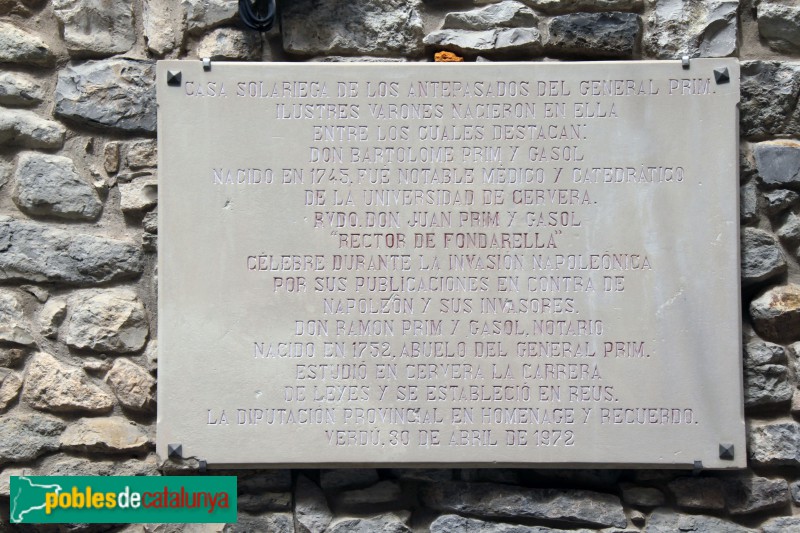 CASA SOLARIEGA DE LOS ANTEPASADOS DEL GENERAL PRIM.
ILUSTRES VARONES NACIERON EN ELLA
ENTRE LOS CUALES DESTACAN:
DON BARTOLOME PRIM Y GASOL
NACIDO EN 1745, FUE NOTABLE MÉDICO Y CATEDRÁTICO
DE LA UNIVERSIDAD DE CERVERA.
RVDO. DON JUAN PRIM Y GASOL
"RECTOR DE FONDARELLA"
CÉLEBRE DURANTE LA INVASIÓN NAPOLEÓNICA
POR SUS PUBLICACIONES EN CONTRA DE
NAPOLEÓN Y SUS INVASORES.
DON RAMON PRIM Y GASOL, NOTARIO
NACIDO EN 1752, ABUELO DEL GENERAL PRIM.
ESTUDIÓ EN CERVERA LA CARRERA
DE LEYES Y SE ESTABLECIÓ EN REUS.
LA DIPUTACIÓN PROVINCIAL EN HOMENAGE Y RECUERDO.
VERDÚ, 30 DE ABRIL DE 1972
poblesdecatalunya